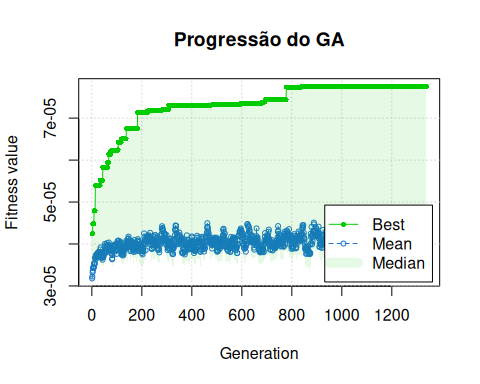 Progressão do GA
Fitness value
7e-05
5e-05
3e-05
Best
Mean
Median
0 200 400 600 800 1000 1200
Generation